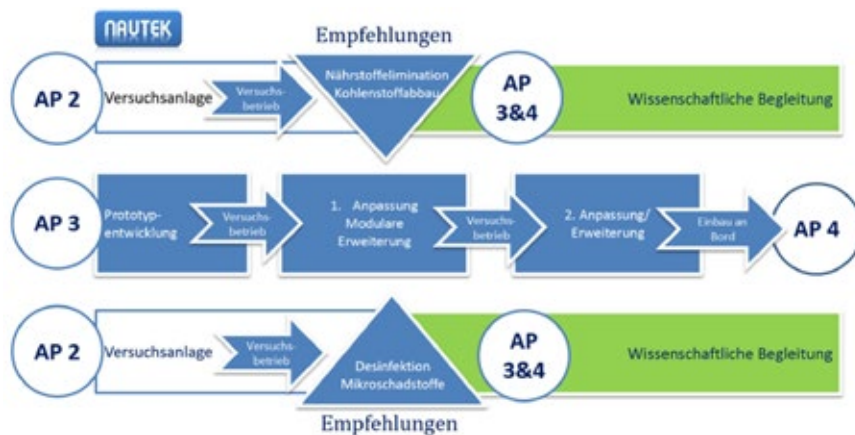 NAUTEK
Empfehlungen
AP 2
Versuchsanlage
Versuchs-
betrieb
Nährstoffelimination
Kohlenstoffabbau
AP
3&4
Wissenschaftliche Begleitung
AP 3
Prototyp-
entwicklung
Versuchs-
betrieb
1. Anpassung
Modulare
Erweiterung
Versuchs-
betrieb
2. Anpassung/
Erweiterung
Einbau an
Bord
AP 4
AP 2
Versuchsanlage
Versuchs-
betrieb
Desinfektion
Mikroschadstoffe
AP
3&4
Wissenschaftliche Begleitung
Empfehlungen